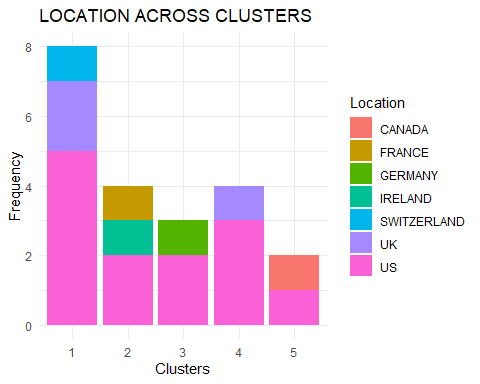 LOCATION ACROSS CLUSTERS
Frequency
8
6
4
2
0
1 2 3 4 5
Clusters
Location
CANADA
FRANCE
GERMANY
IRELAND
SWITZERLAND
UK
US